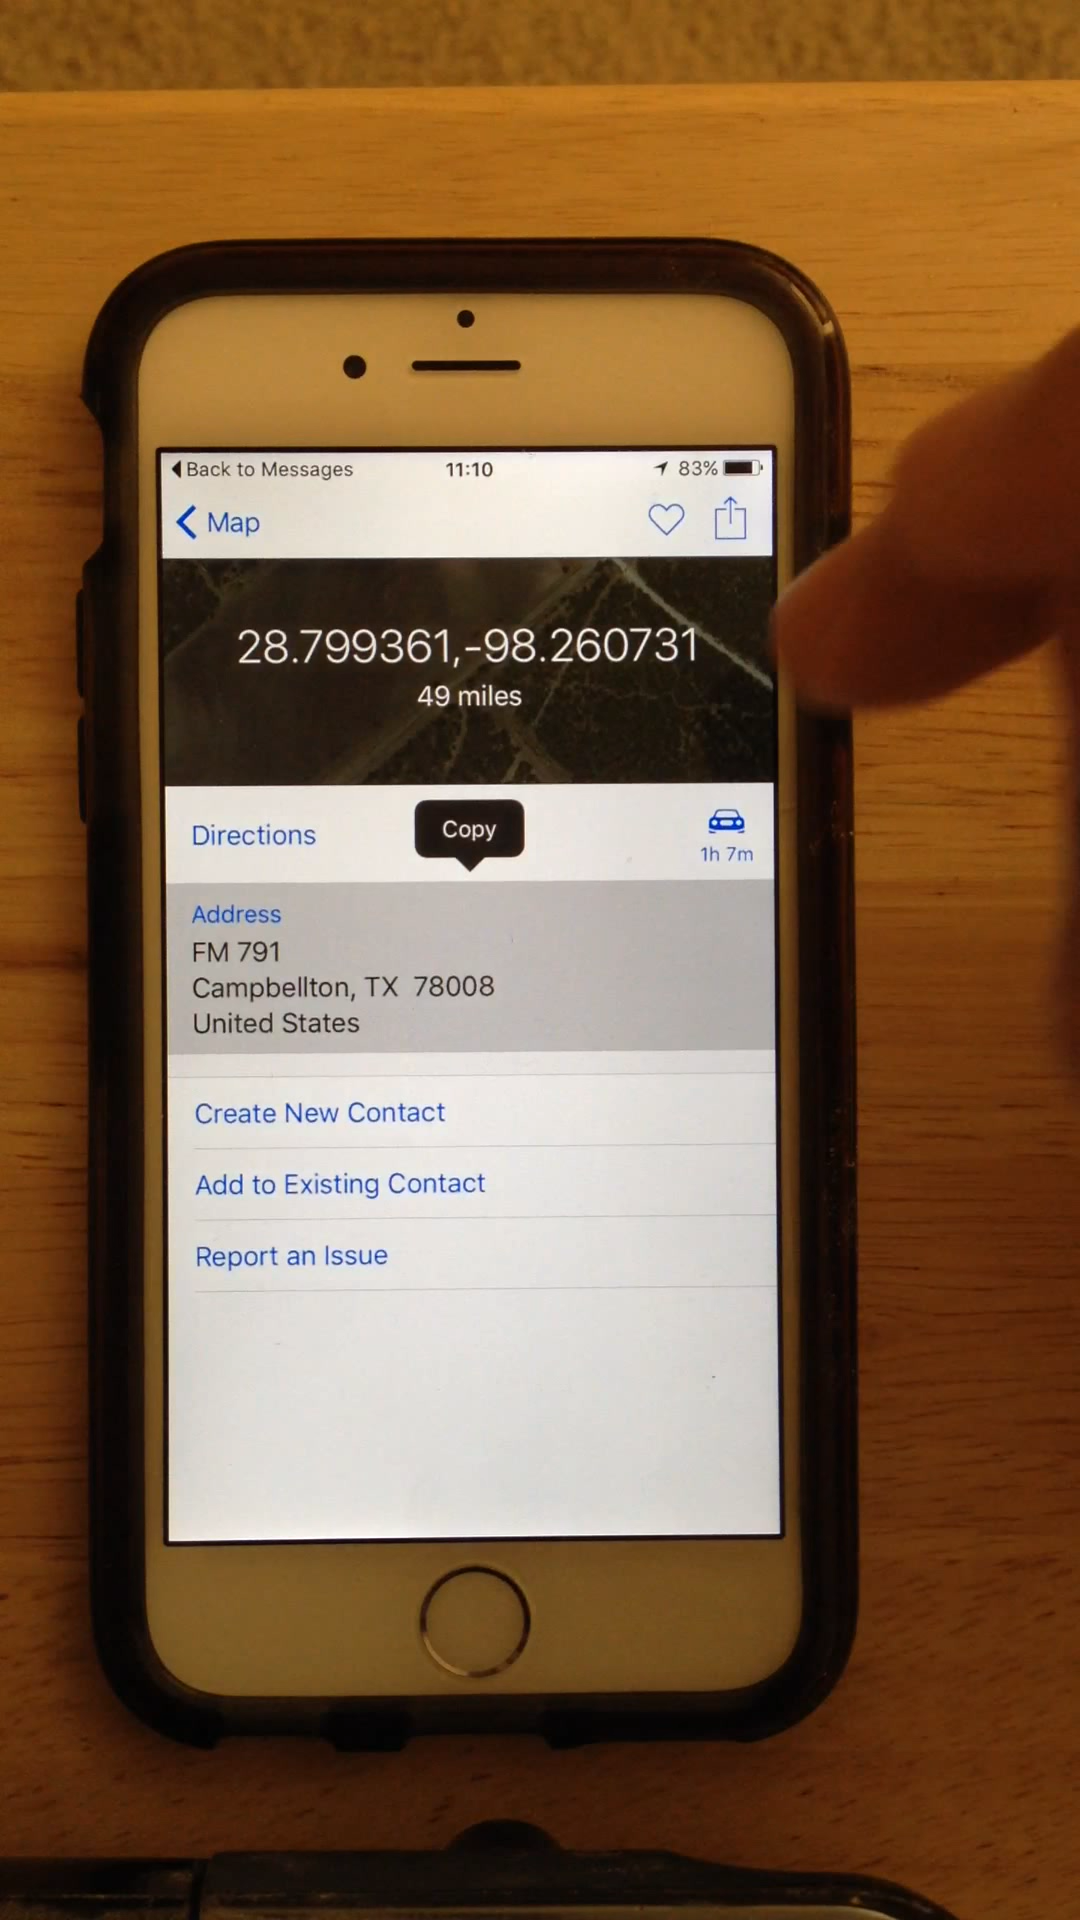 Back to Messages 11:10 83%
Map
28.799361,-98.260731
49 miles
Directions Copy 1h 7m
Address
FM 791
Campbellton, TX 78008
United States
Create New Contact
Add to Existing Contact
Report an Issue